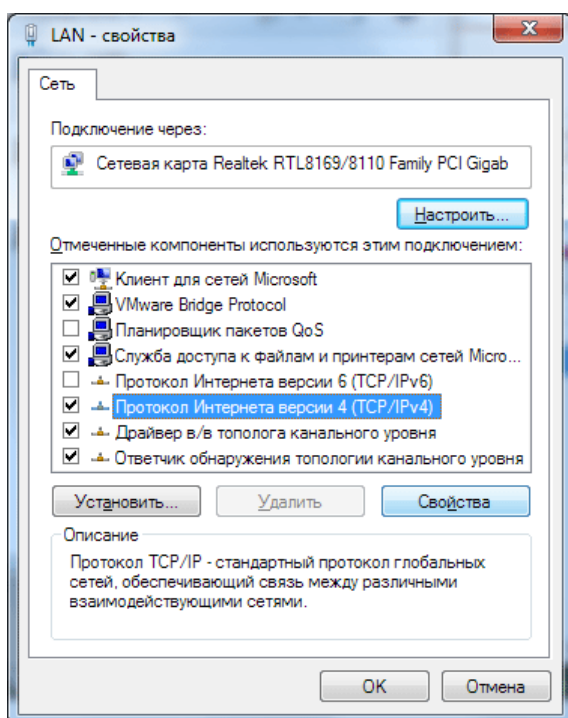 LAN - свойства
Сеть
Подключение через:
Сетевая карта Realtek RTL8169/8110 Family PCI Gigab
Настроить...
Отмеченные компоненты используются этим подключением:
Клиент для сетей Microsoft
VMware Bridge Protocol
Планировщик пакетов QoS
Служба доступа к файлам и принтерам сетей Micro...
Протокол Интернета версии 6 (TCP/IPv6)
Протокол Интернета версии 4 (TCP/IPv4)
Драйвер в/в тополога канального уровня
Ответчик обнаружения топологии канального уровня
Установить... Удалить Свойства
Описание
Протокол TCP/IP - стандартный протокол глобальных
сетей, обеспечивающий связь между различными
взаимодействующими сетями.
OK Отмена